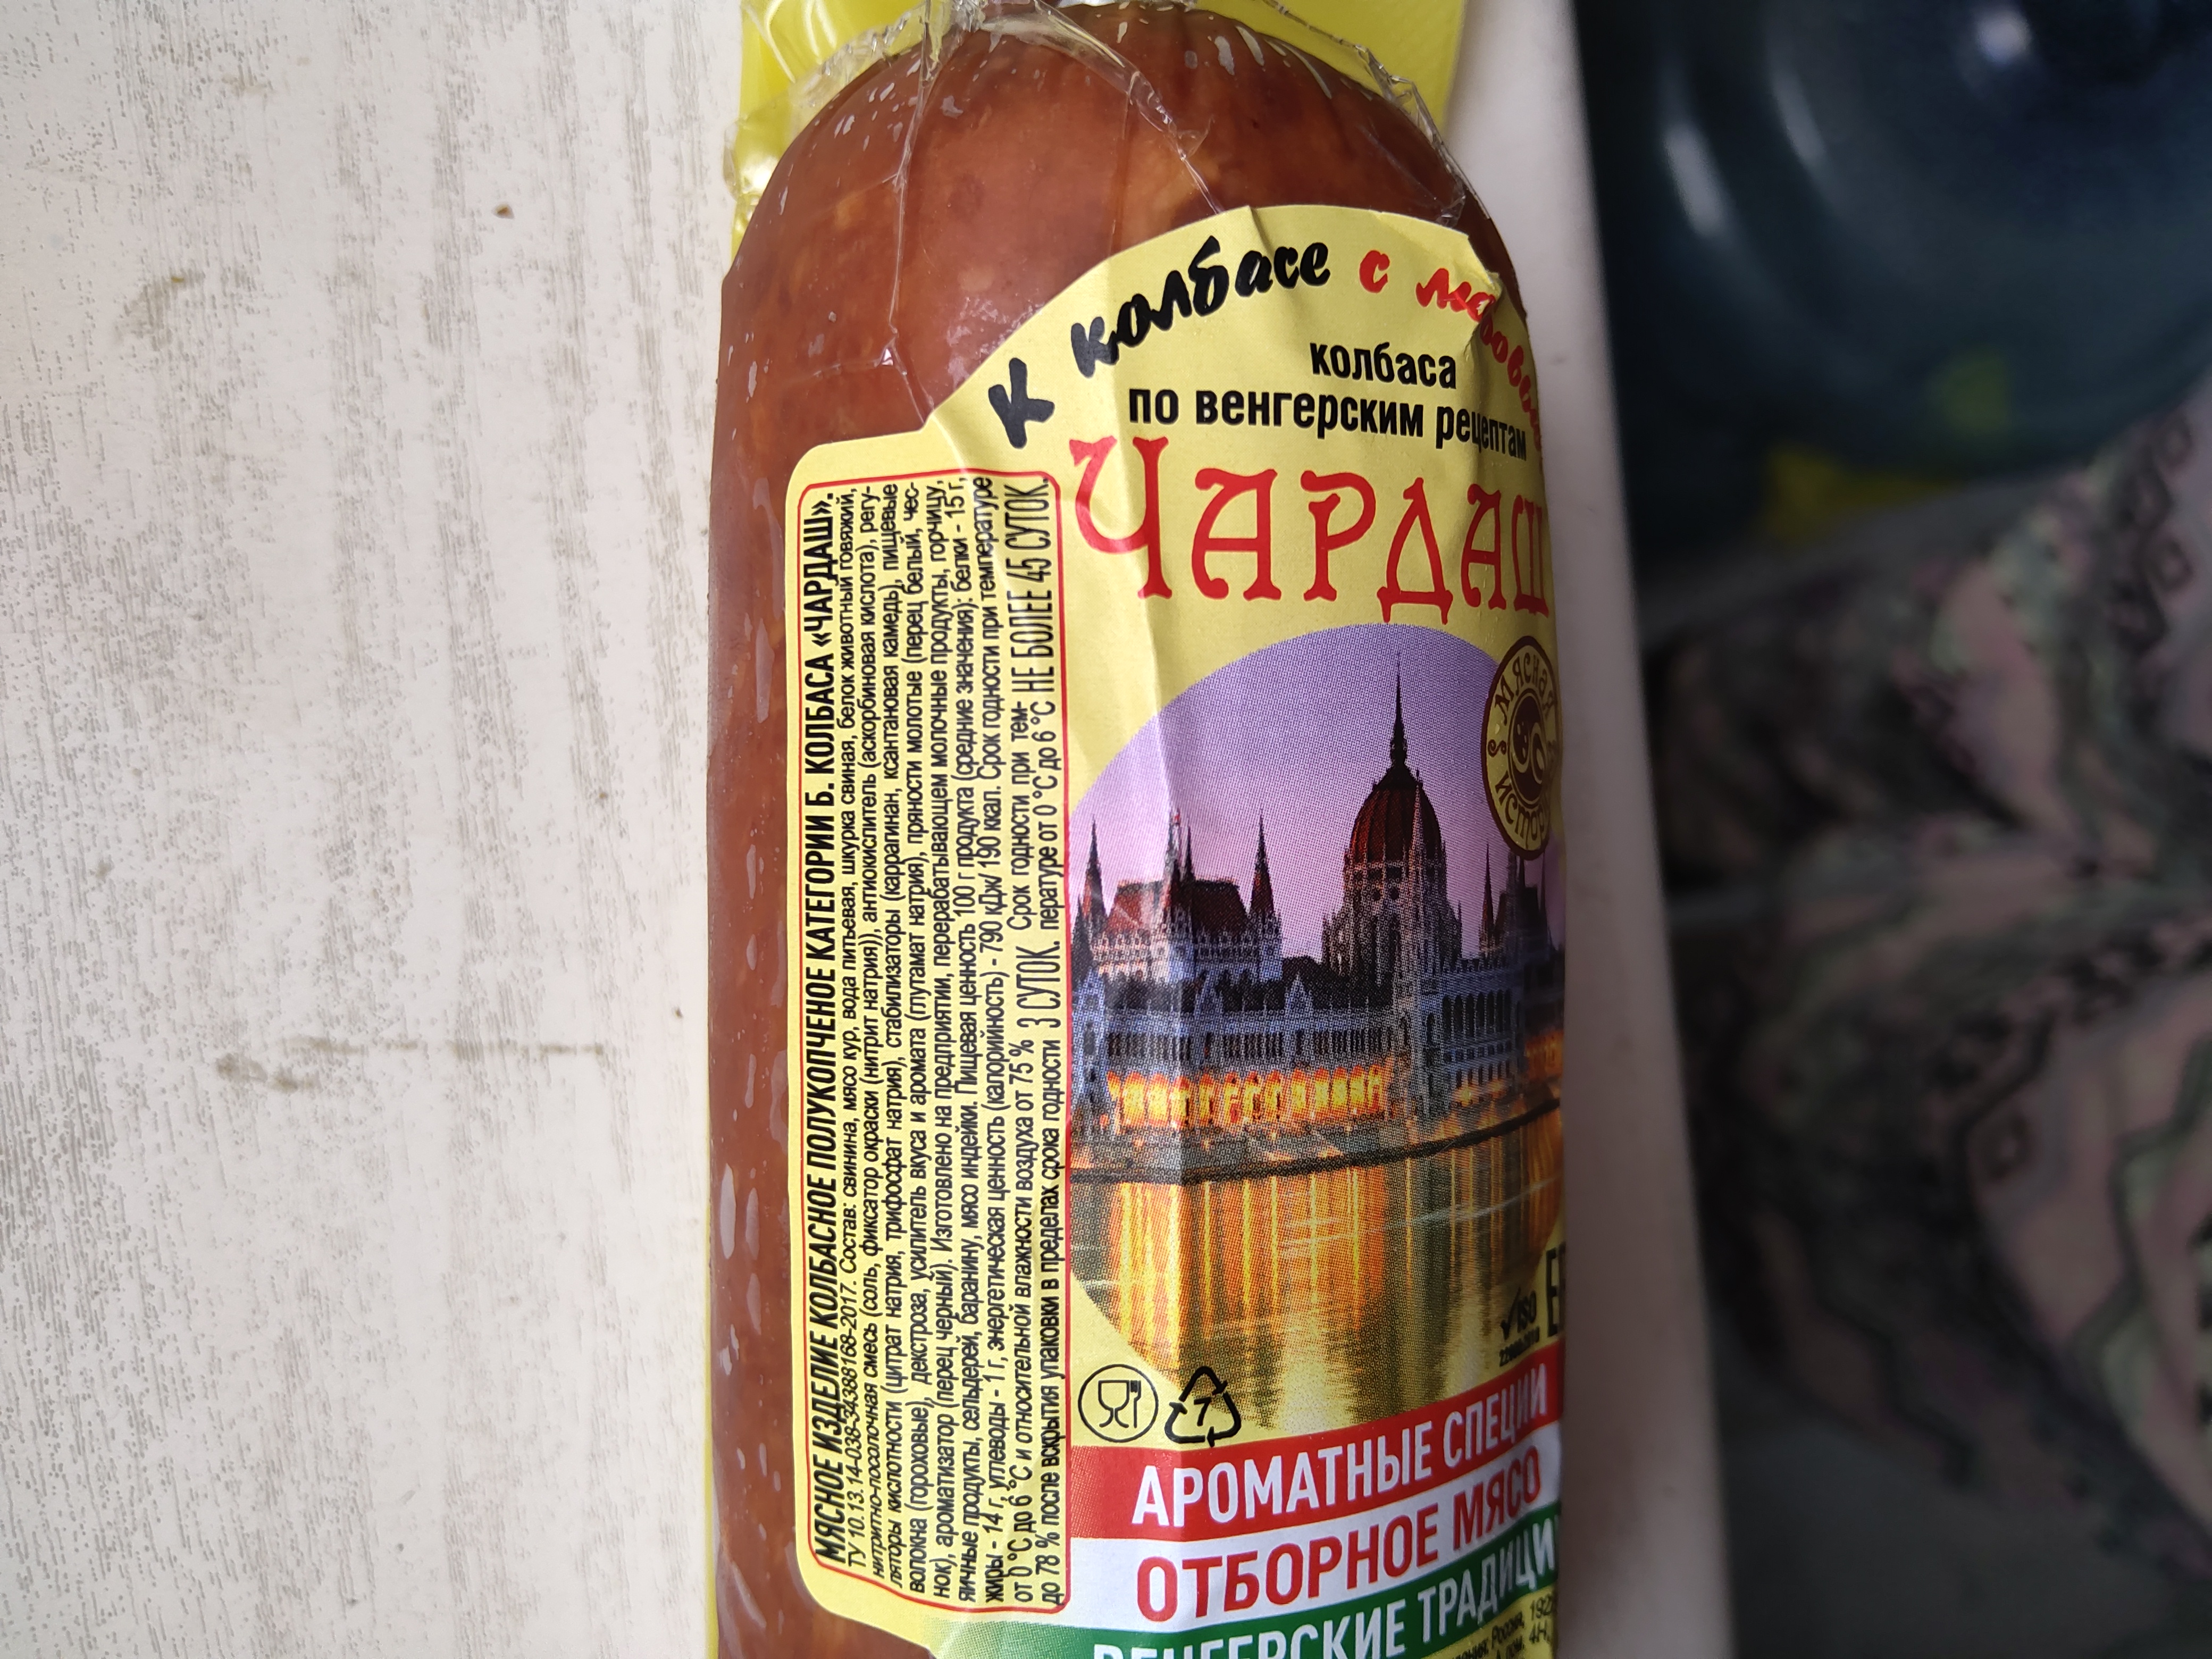 К колбасе с
колбаса
по венгерским рецептам
ЧАРДАШ
МЯСНАЯ
ИСТОРИ
МЯСНОЕ ИЗДЕЛИЕ КОЛБАСНОЕ ПОЛУКОПЧЕНОЕ КАТЕГОРИИ Б. КОЛБАСА «ЧАРДАШ».
ТУ 10.13.14-038-34388168-2017. Состав: свинина, мясо кур, вода питьевая, шкурка свиная, белок животный говяжий,
нитритно-посолочная смесь (соль, фиксатор окраски (нитрит натрия)), антиокислитель (аскорбиновая кислота), регу-
ляторы кислотности (цитрат натрия, трифосфат натрия), стабилизаторы (каррагинан, ксантановая камедь), пищевые
волокна (гороховые), декстроза, усилитель вкуса и аромата (глутамат натрия), пряности молотые (перец белый, чес-
нок), ароматизатор (перец черный). Изготовлено на предприятии, перерабатывающем молочные продукты, горчицу,
яичные продукты, сельдерей, баранину, мясо индейки. Пищевая ценность 100 г продукта (средние значения): белки - 15 г,
жиры - 14 г, углеводы - 1 г, энергетическая ценность (калорийность) - 790 кДж/ 190 ккал. Срок годности при температуре
от 0 °С до 6 °С и относительной влажности воздуха от 75 %
до 78 % после вскрытия упаковки в пределах срока годности 3 СУТОК.
Срок годности при тем-
пературе от 0 °С до 6 °С НЕ БОЛЕЕ 45 СУТОК.
ISO
7
АРОМАТНЫЕ СПЕЦИИ
ОТБОРНОЕ МЯСО
ВЕНГЕРСКИЕ ТРАДИЦИИ
Россия,